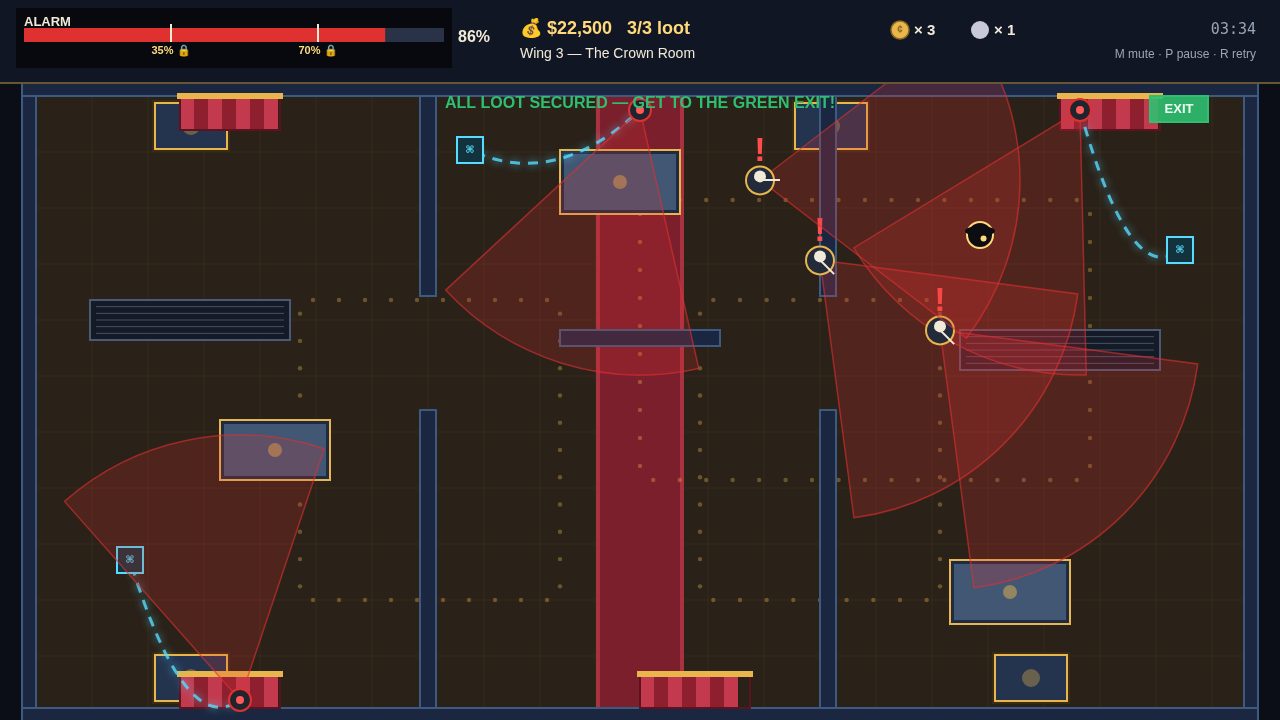 ALARM
35% 🔒
70% 🔒
86%
💰 $22,500 3/3 loot
Wing 3 — The Crown Room
¢ × 3
× 1
03:34
M mute · P pause · R retry
ALL LOOT SECURED — GET TO THE GREEN EXIT!
EXIT
!
!
!
⌘
⌘
⌘